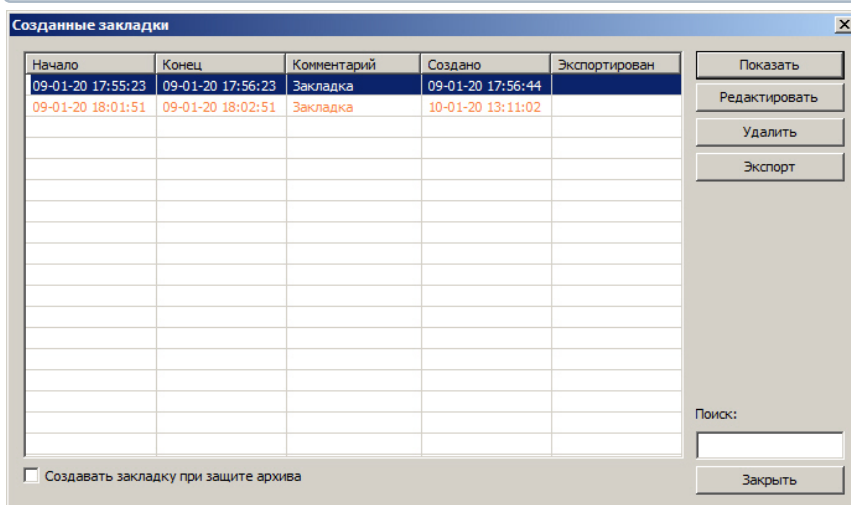 Созданные закладки
Начало Конец Комментарий Создано Экспортирован
09-01-20 17:55:23 09-01-20 17:56:23 Закладка 09-01-20 17:56:44
09-01-20 18:01:51 09-01-20 18:02:51 Закладка 10-01-20 13:11:02
Показать
Редактировать
Удалить
Экспорт
Поиск:
Создавать закладку при защите архива
Закрыть